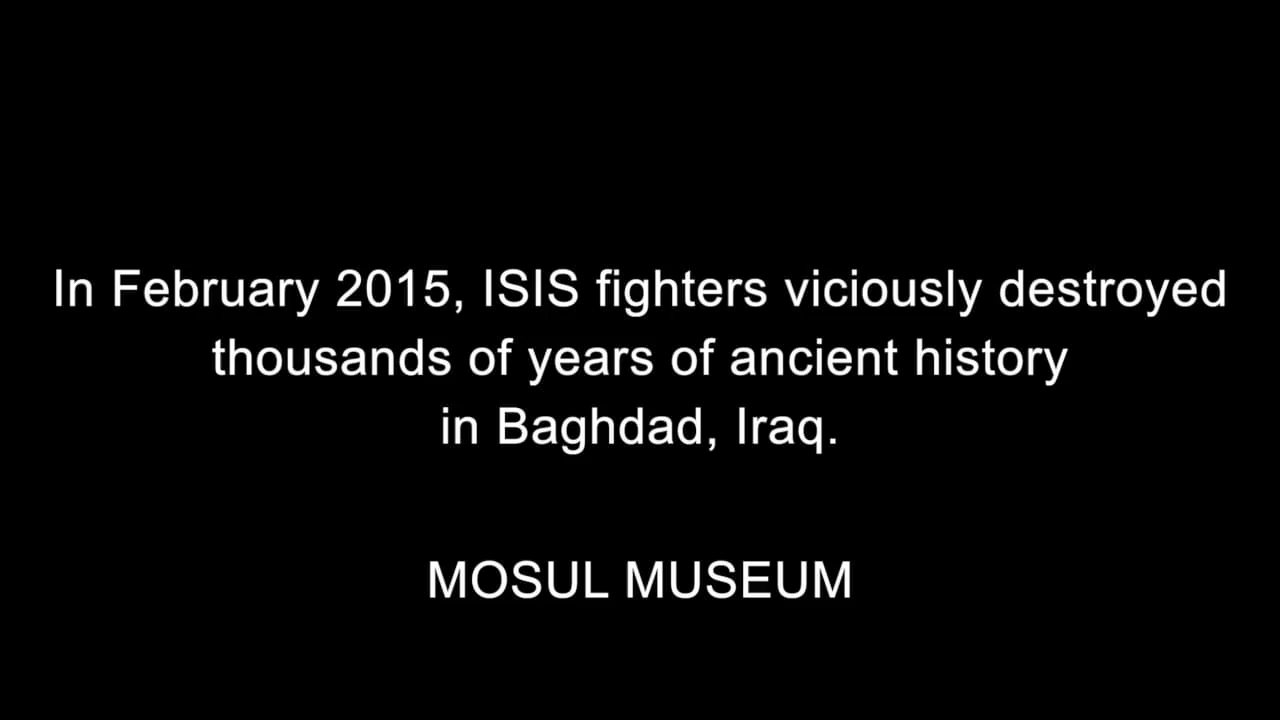 In February 2015, ISIS fighters viciously destroyed
thousands of years of ancient history
in Baghdad, Iraq.
MOSUL MUSEUM